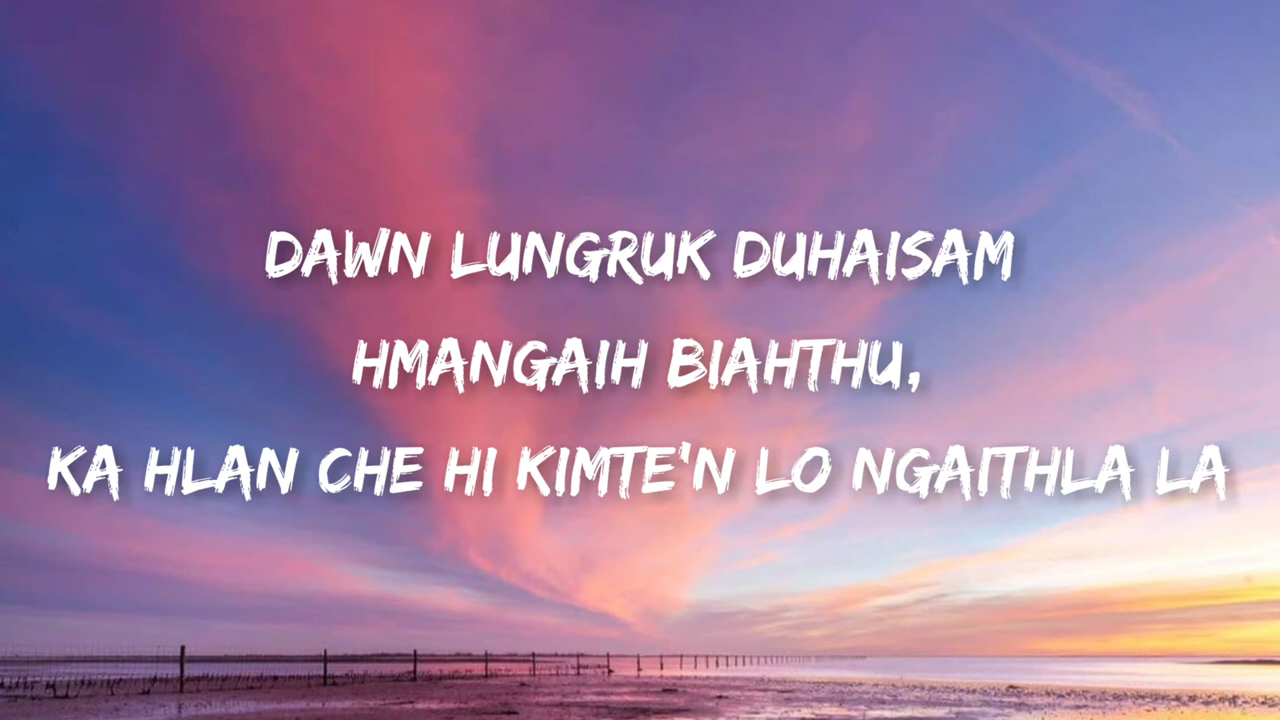 DAWN LUNGRUK DUHAISAM
HMANGAIH BIAHTHU,
KA HLAN CHE HI KIMTE'N LO NGAITHLA LA